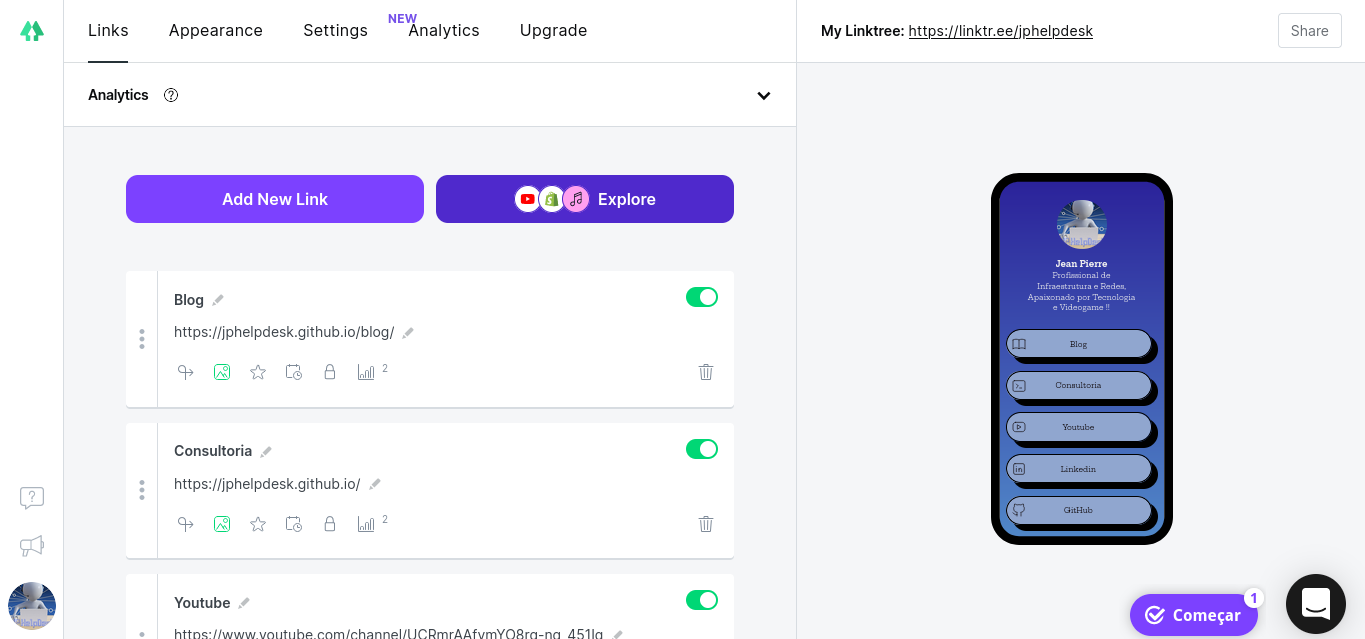 Links
Appearance
Settings
NEW
Analytics
Upgrade
My Linktree: https://linktr.ee/jphelpdesk
Share
Analytics ?
Add New Link
Explore
Blog
https://jphelpdesk.github.io/blog/
2
Consultoria
https://jphelpdesk.github.io/
2
Youtube
https://www.youtube.com/channel/UCRmrAAfymYO8rg-ng_451lg
Jean Pierre
Profissional de
Infraestrutura e Redes,
Apaixonado por Tecnologia
e Videogame !!
Blog
Consultoria
Youtube
Linkedin
GitHub
Começar
1